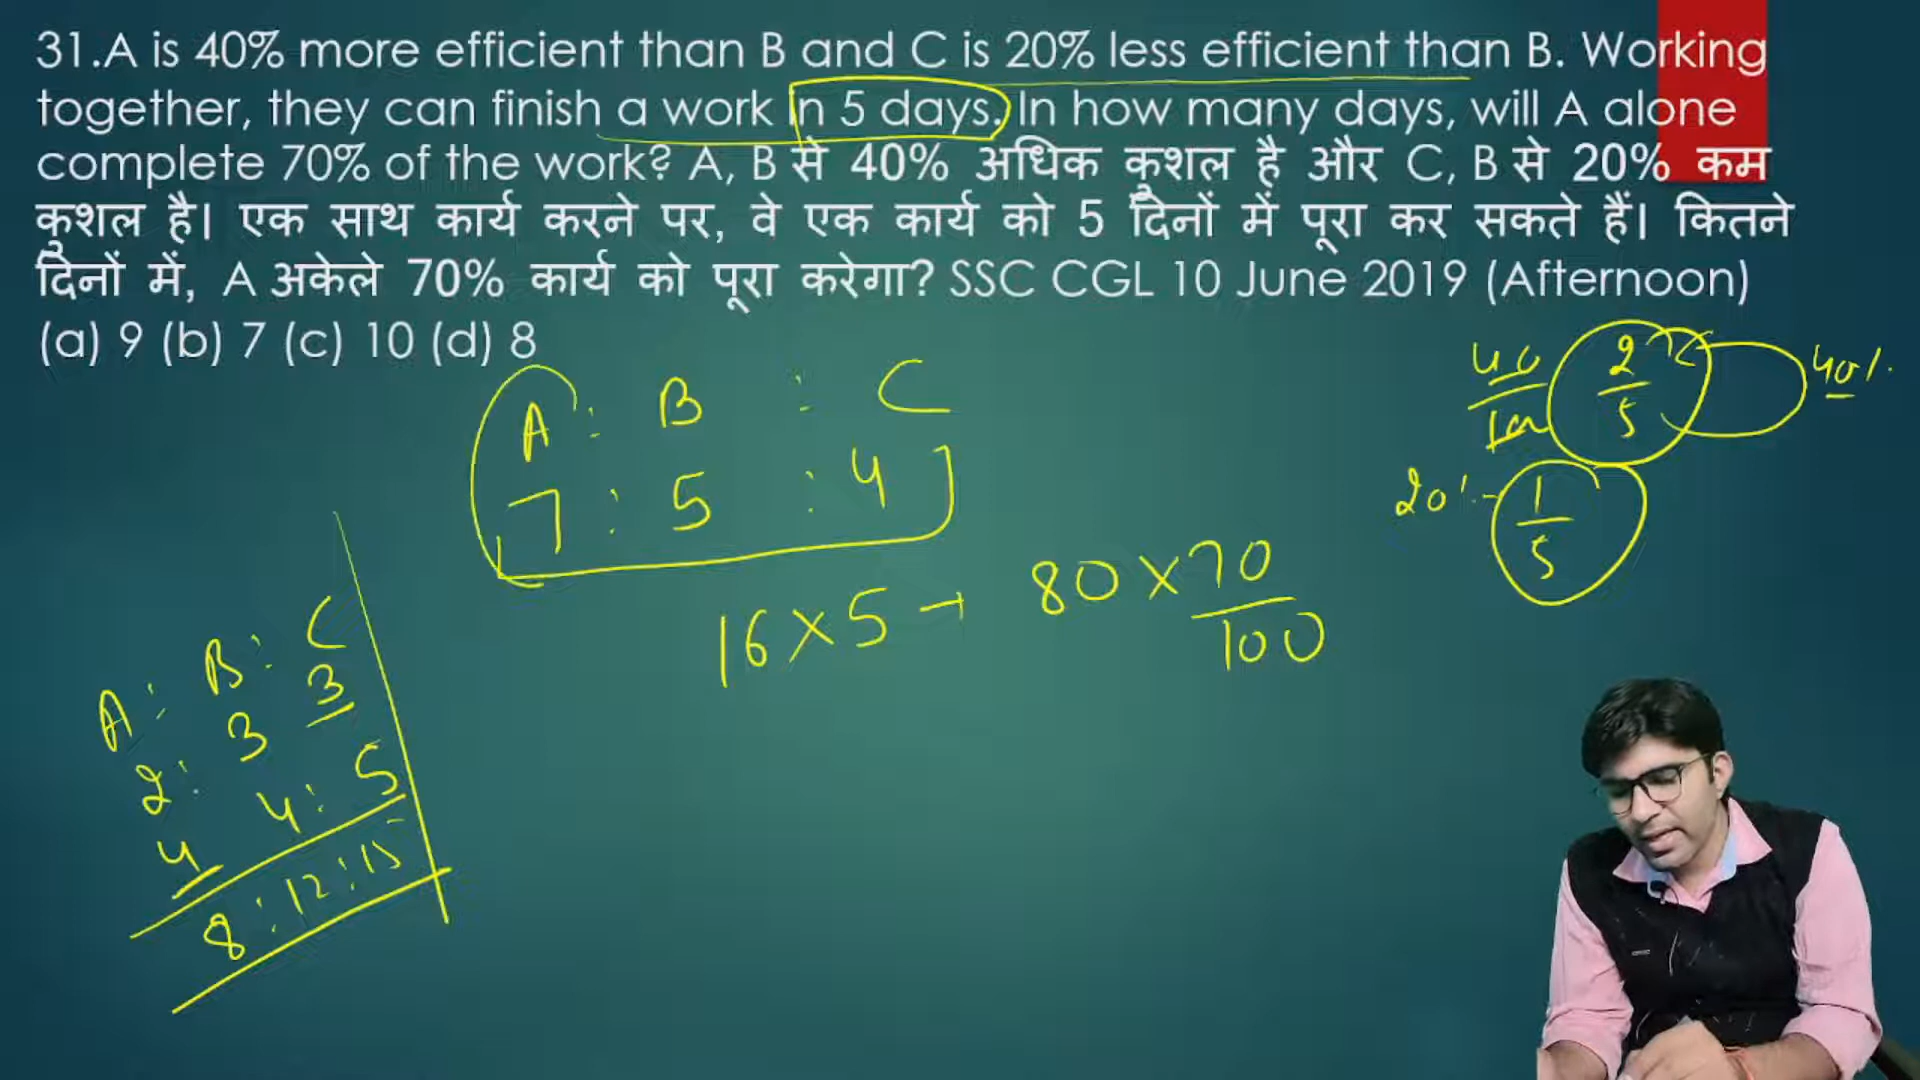 31.A is 40% more efficient than B and C is 20% less efficient than B. Working
together, they can finish a work in 5 days. In how many days, will A alone
complete 70% of the work? A, B से 40% अधिक कुशल है और C, B से 20% कम
कुशल है। एक साथ कार्य करने पर, वे एक कार्य को 5 दिनों में पूरा कर सकते हैं। कितने
दिनों में, A अकेले 70% कार्य को पूरा करेगा? SSC CGL 10 June 2019 (Afternoon)
(a) 9 (b) 7 (c) 10 (d) 8
A : B : C
7 : 5 : 4
16×5 → 80×70
100
40 2 40%
5
20% - 1
5
A : B : C
2 : 3 3
4 4 : 5
8 : 12 : 15